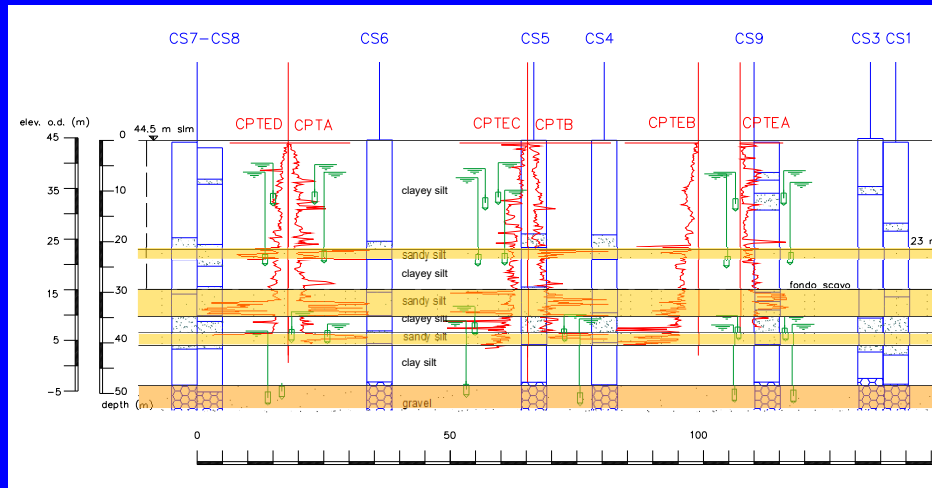 CS7-CS8 CS6 CS5 CS4 CS9 CS3 CS1
elev. o.d. (m)
45 44.5 m slm 0 CPTED CPTA CPTEC CPTB CPTEB CPTEA
35 10 clayey silt
25 20 23
sandy silt
clayey silt
fondo scavo
15 30 sandy silt
clayey silt
sandy silt
5 40
clay silt
-5 50
depth (m) gravel
0 50 100